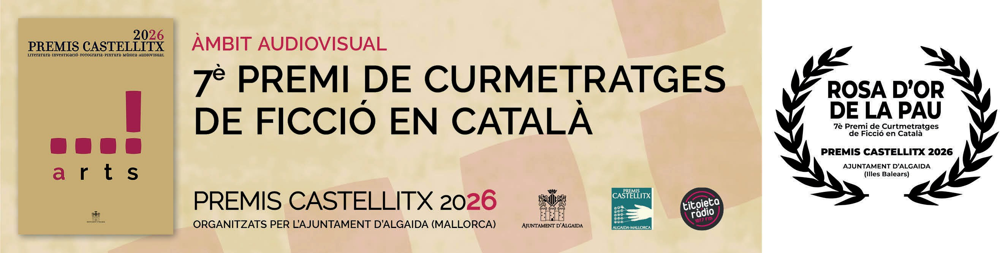 2026
PREMIS CASTELLITX
Literatura · Investigació · Fotografia · Pintura · Música · Audiovisual
arts
AJUNTAMENT D'ALGAIDA
ÀMBIT AUDIOVISUAL
7è PREMI DE CURMETRATGES
DE FICCIÓ EN CATALÀ
PREMIS CASTELLITX 2026
ORGANITZATS PER L'AJUNTAMENT D'ALGAIDA (MALLORCA)
AJUNTAMENT D'ALGAIDA
PREMIS
CASTELLITX
ALGAIDA-MALLORCA
titoieta
ràdio
107.7 FM
ROSA D'OR
DE LA PAU
7è Premi de Curtmetratges
de Ficció en Català
PREMIS CASTELLITX 2026
AJUNTAMENT D'ALGAIDA
(Illes Balears)